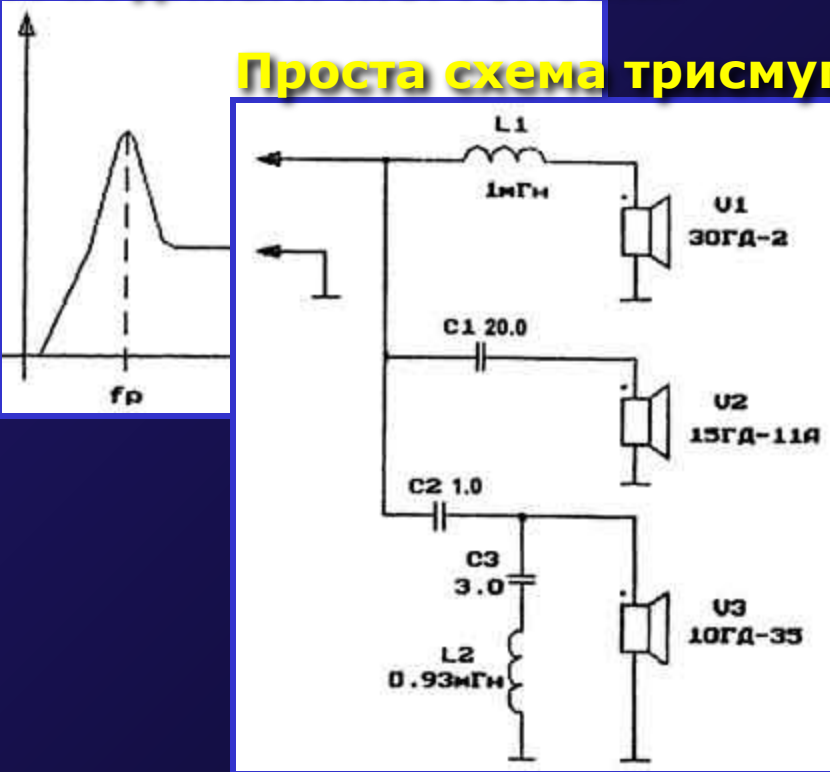 Проста схема
L1
1мГн
V1
30ГД-2
C1 20.0
V2
15ГД-11А
fp
C2 1.0
C3
3.0
V3
10ГД-35
L2
0.93мГн